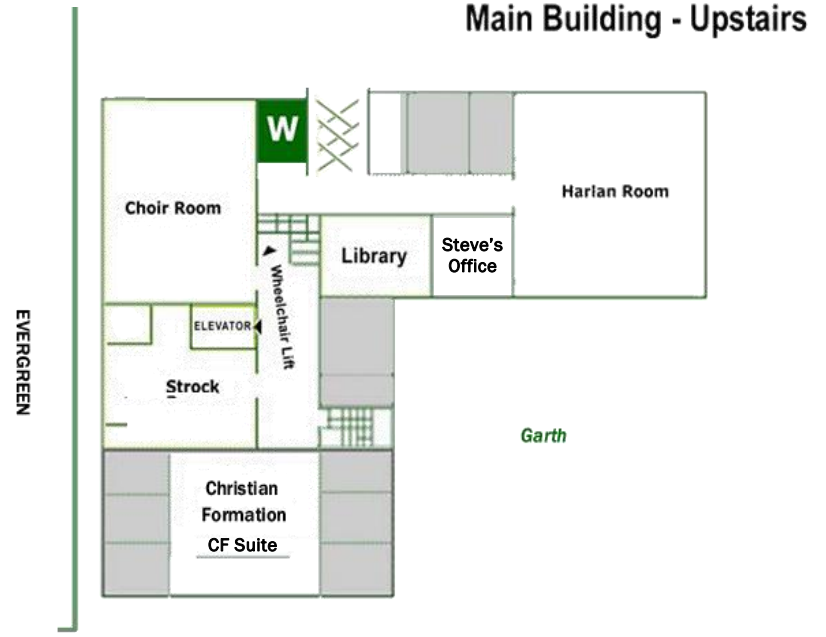 Main Building - Upstairs
W
Harlan Room
Choir Room
Steve's
Office
Library
Wheelchair Lift
ELEVATOR
EVERGREEN
Strock
Garth
Christian
Formation
CF Suite